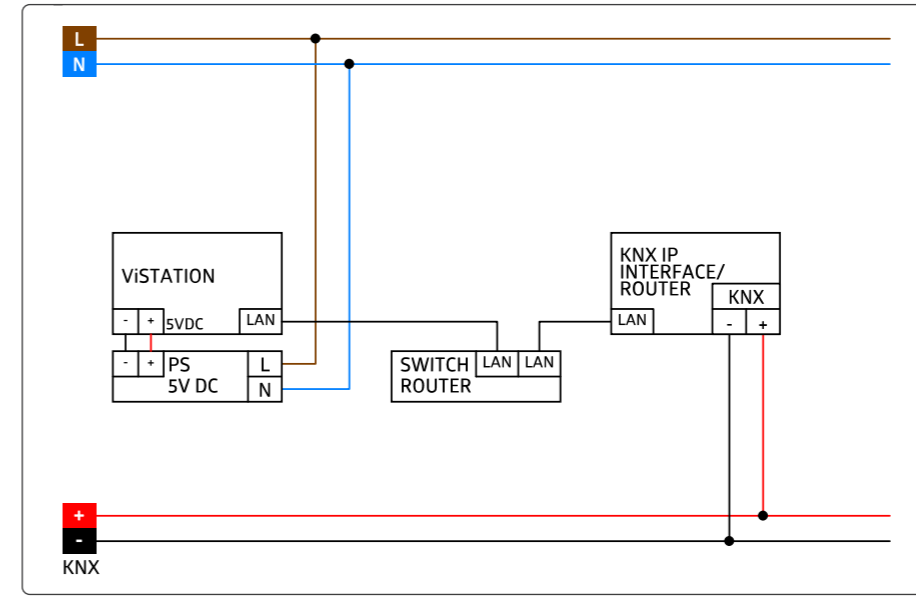 L
N
ViSTATION
- + 5VDC LAN
- + PS L
5V DC N
SWITCH LAN LAN
ROUTER
KNX IP
INTERFACE/
ROUTER
KNX
LAN - +
+
-
KNX